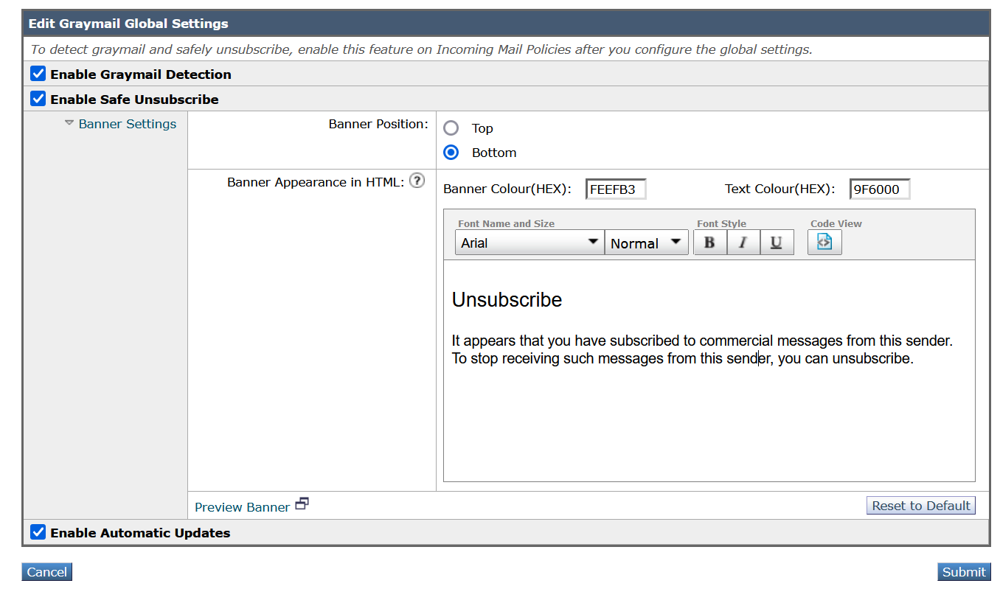 Edit Graymail Global Settings
To detect graymail and safely unsubscribe, enable this feature on Incoming Mail Policies after you configure the global settings.
Enable Graymail Detection
Enable Safe Unsubscribe
Banner Settings
Banner Position:
Top
Bottom
Banner Appearance in HTML: ?
Banner Colour(HEX): FEEFB3 Text Colour(HEX): 9F6000
Font Name and Size Font Style Code View
Arial Normal B I U <>
Unsubscribe
It appears that you have subscribed to commercial messages from this sender.
To stop receiving such messages from this sender, you can unsubscribe.
Preview Banner Reset to Default
Enable Automatic Updates
Cancel Submit